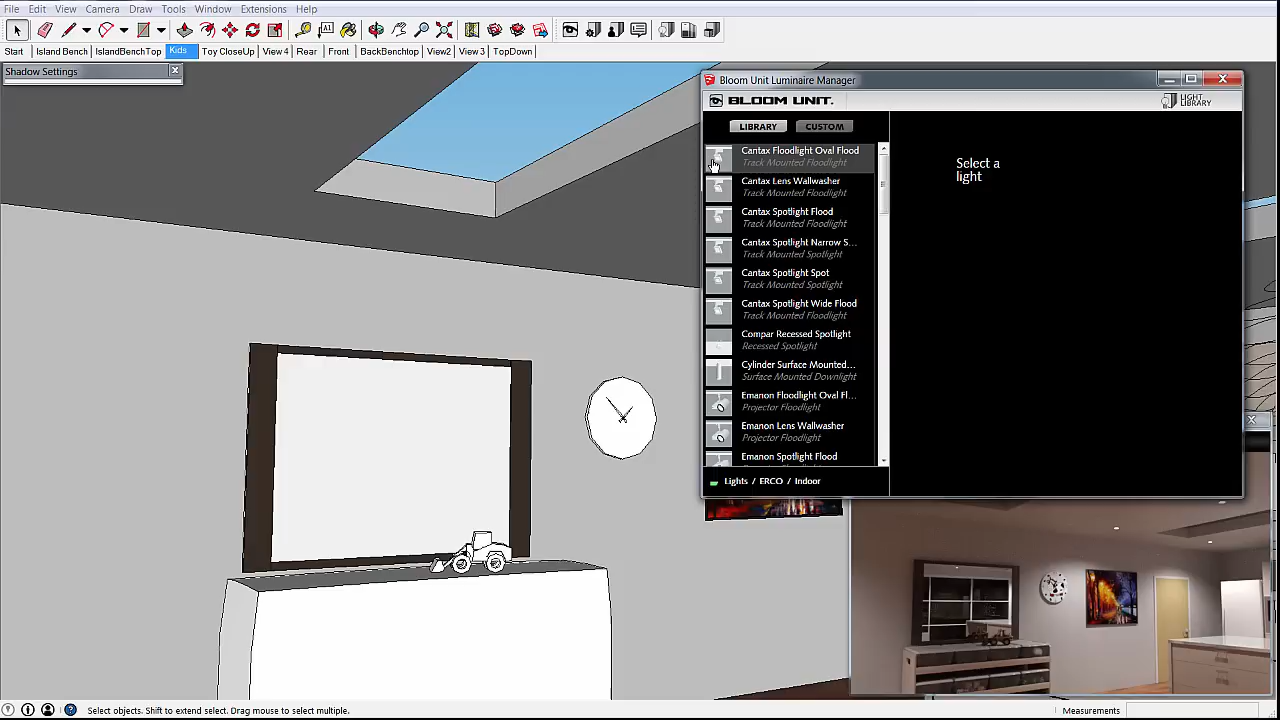 File Edit View Camera Draw Tools Window Extensions Help
Start Island Bench IslandBenchTop Kids Toy CloseUp View 4 Rear Front BackBenchtop View2 View 3 TopDown
Shadow Settings
Bloom Unit Luminaire Manager
BLOOM UNIT.
LIGHT
LIBRARY
LIBRARY CUSTOM
Cantax Floodlight Oval Flood
Track Mounted Floodlight
Select a
light
Cantax Lens Wallwasher
Track Mounted Floodlight
Cantax Spotlight Flood
Track Mounted Floodlight
Cantax Spotlight Narrow S...
Track Mounted Spotlight
Cantax Spotlight Spot
Track Mounted Spotlight
Cantax Spotlight Wide Flood
Track Mounted Floodlight
Compar Recessed Spotlight
Recessed Spotlight
Cylinder Surface Mounted...
Surface Mounted Downlight
Emanon Floodlight Oval Fl...
Projector Floodlight
Emanon Lens Wallwasher
Projector Floodlight
Emanon Spotlight Flood
Lights / ERCO / Indoor
Select objects. Shift to extend select. Drag mouse to select multiple.
Measurements